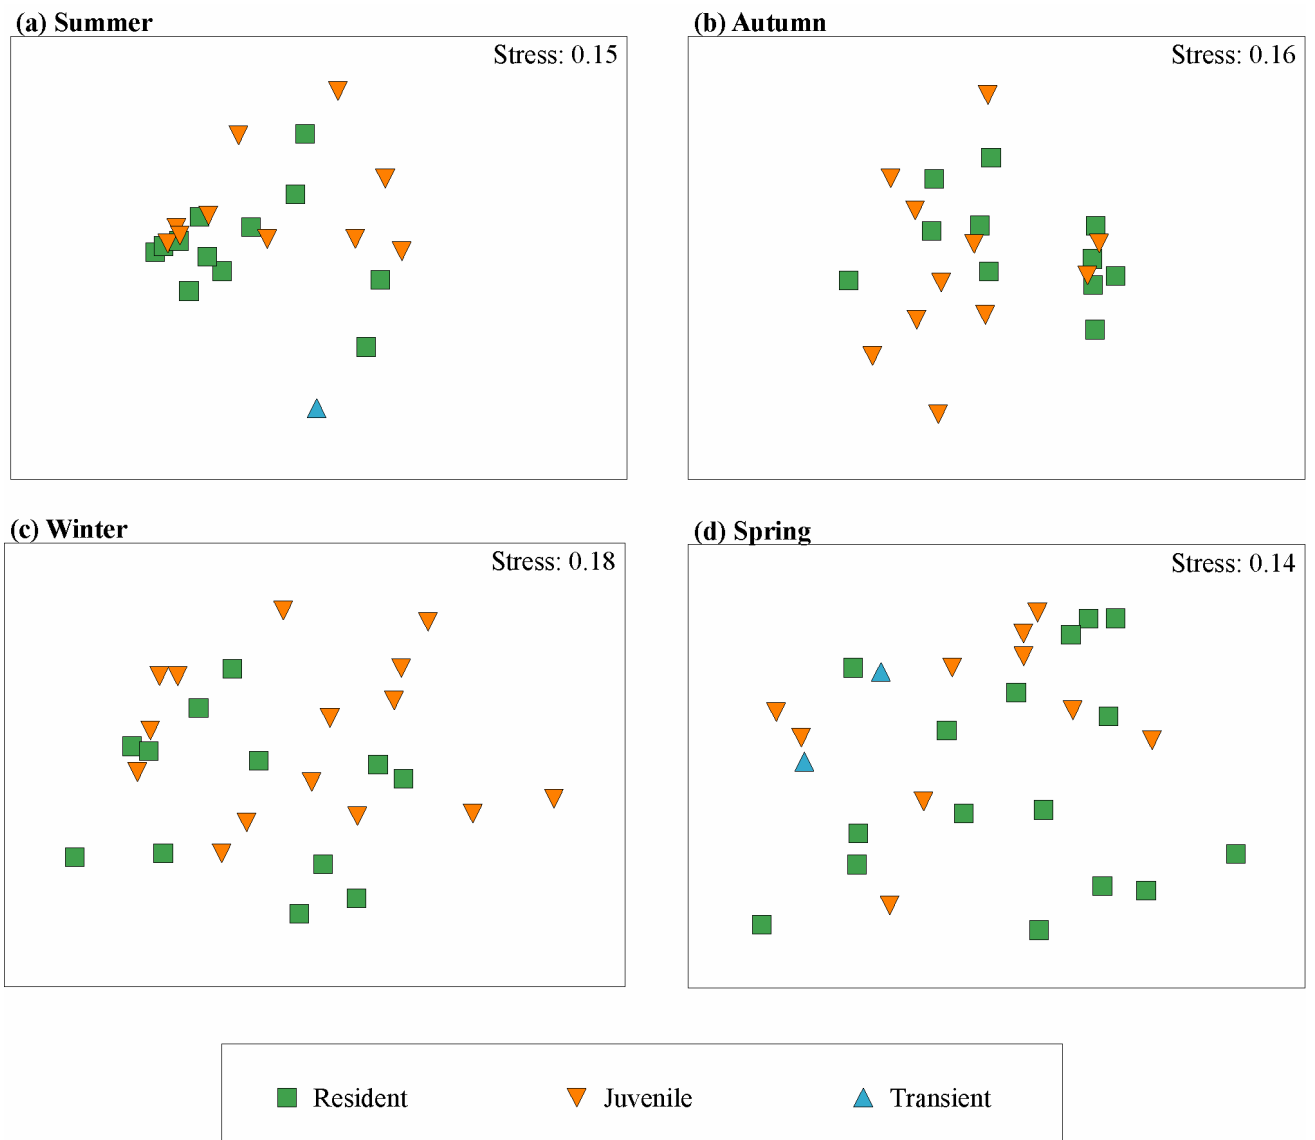 (a) Summer
Stress: 0.15
(b) Autumn
Stress: 0.16
(c) Winter
Stress: 0.18
(d) Spring
Stress: 0.14
Resident Juvenile Transient